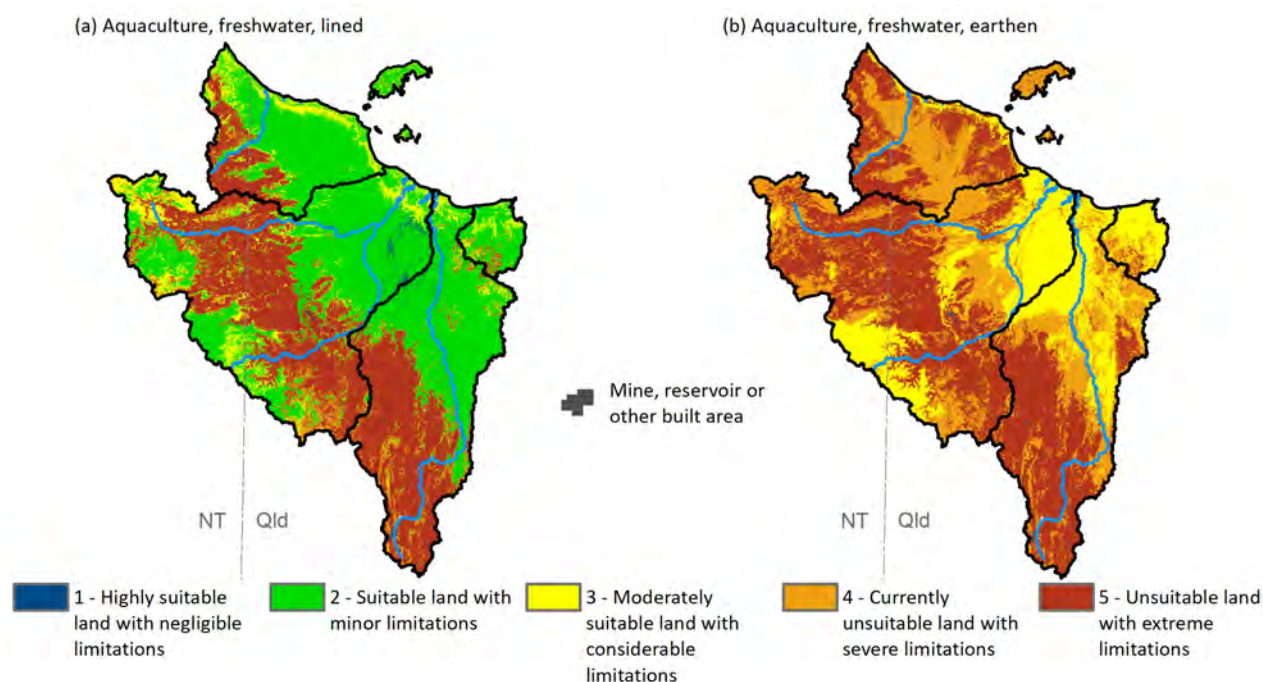 (a) Aquaculture, freshwater, lined
(b) Aquaculture, freshwater, earthen
Mine, reservoir or
other built area
NT Qld
NT Qld
1 - Highly suitable
land with negligible
limitations
2 - Suitable land with
minor limitations
3 - Moderately
suitable land with
considerable
limitations
4 - Currently
unsuitable land with
severe limitations
5 - Unsuitable land
with extreme
limitations